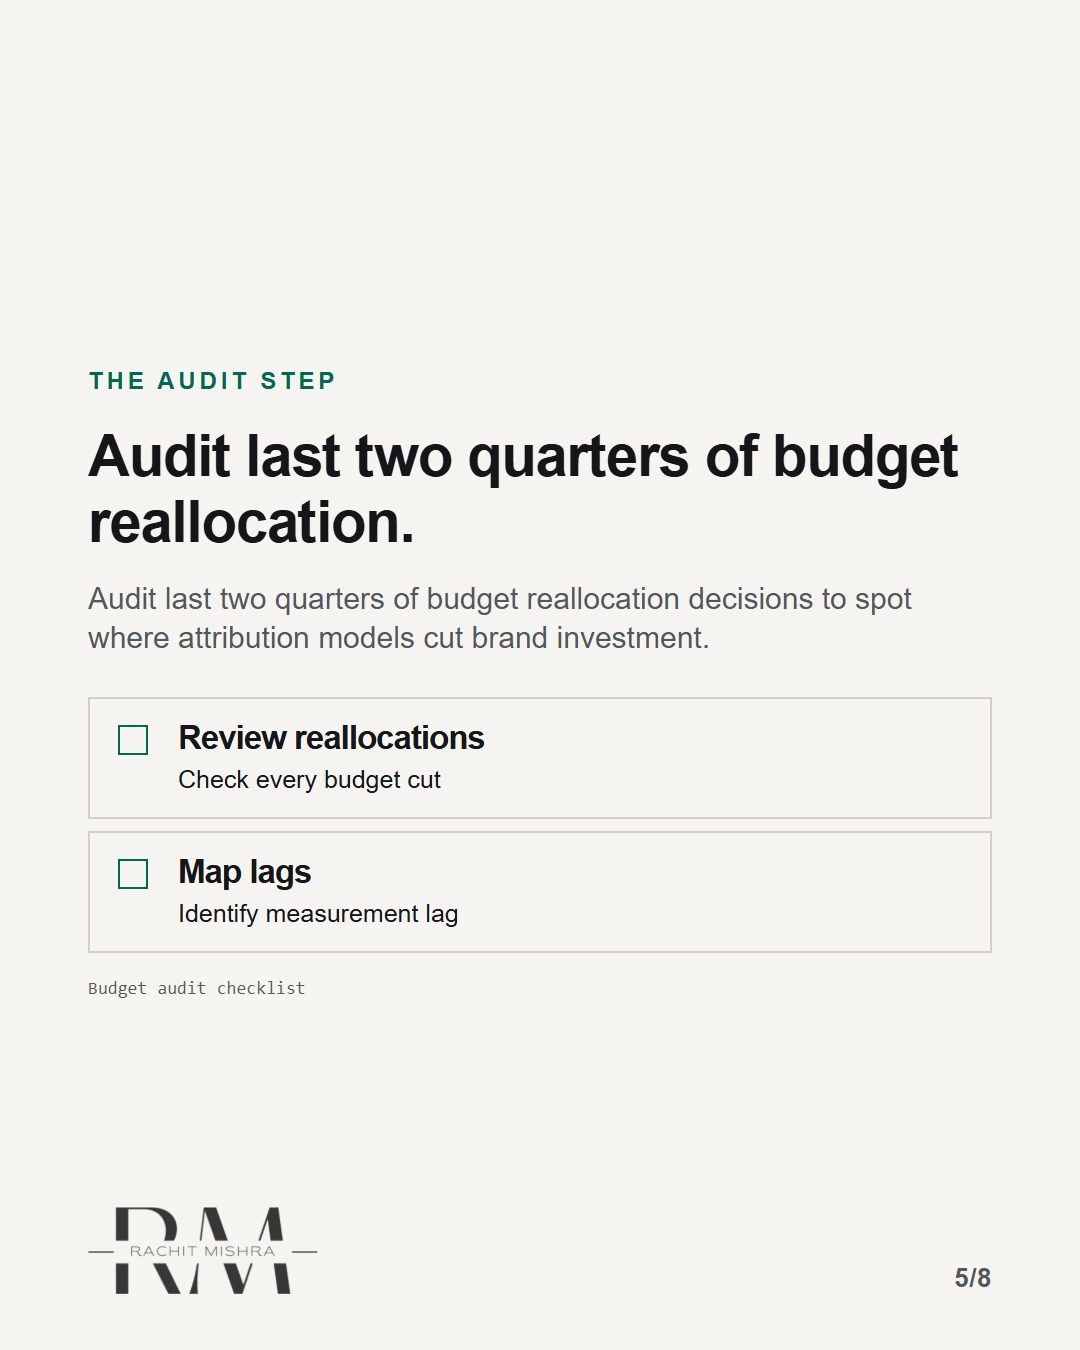 THE AUDIT STEP
Audit last two quarters of budget
reallocation.
Audit last two quarters of budget reallocation decisions to spot
where attribution models cut brand investment.
Review reallocations
Check every budget cut
Map lags
Identify measurement lag
Budget audit checklist
RM
RACHIT MISHRA
5/8